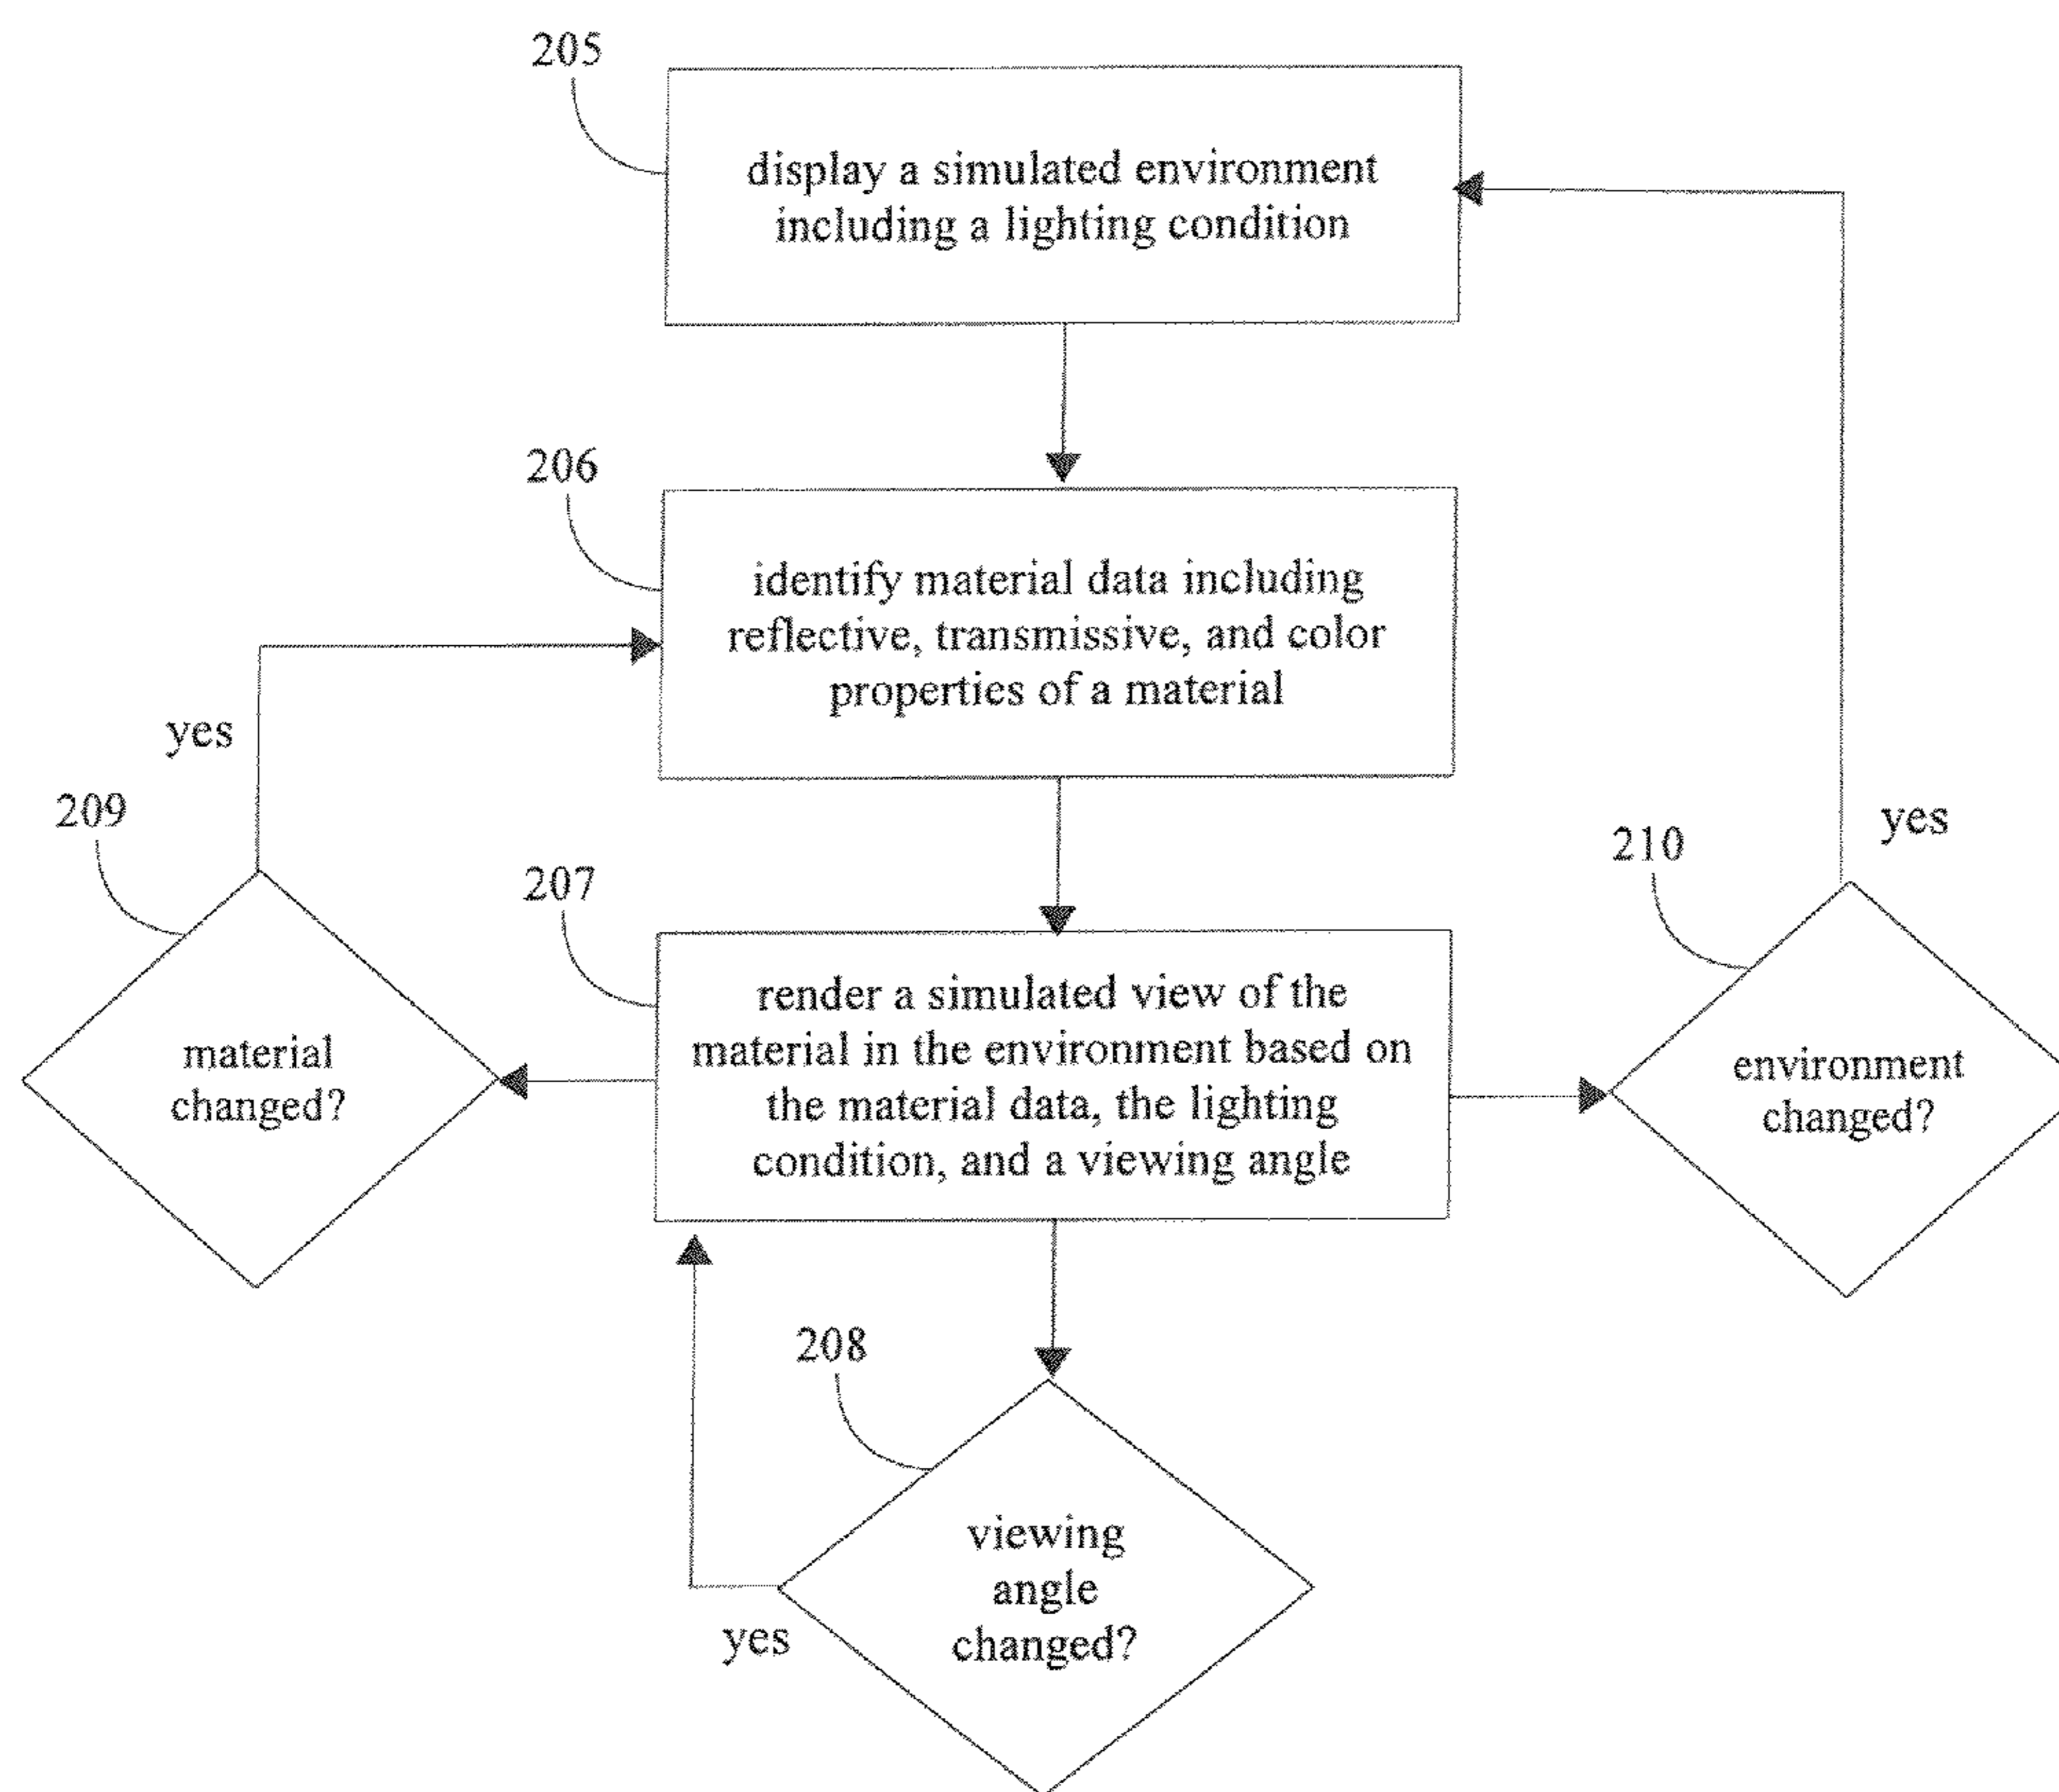 205
display a simulated environment
including a lighting condition
206
identify material data including
reflective, transmissive, and color
properties of a material
yes
209
material
changed?
207
render a simulated view of the
material in the environment based on
the material data, the lighting
condition, and a viewing angle
yes
210
environment
changed?
208
viewing
angle
changed?
yes